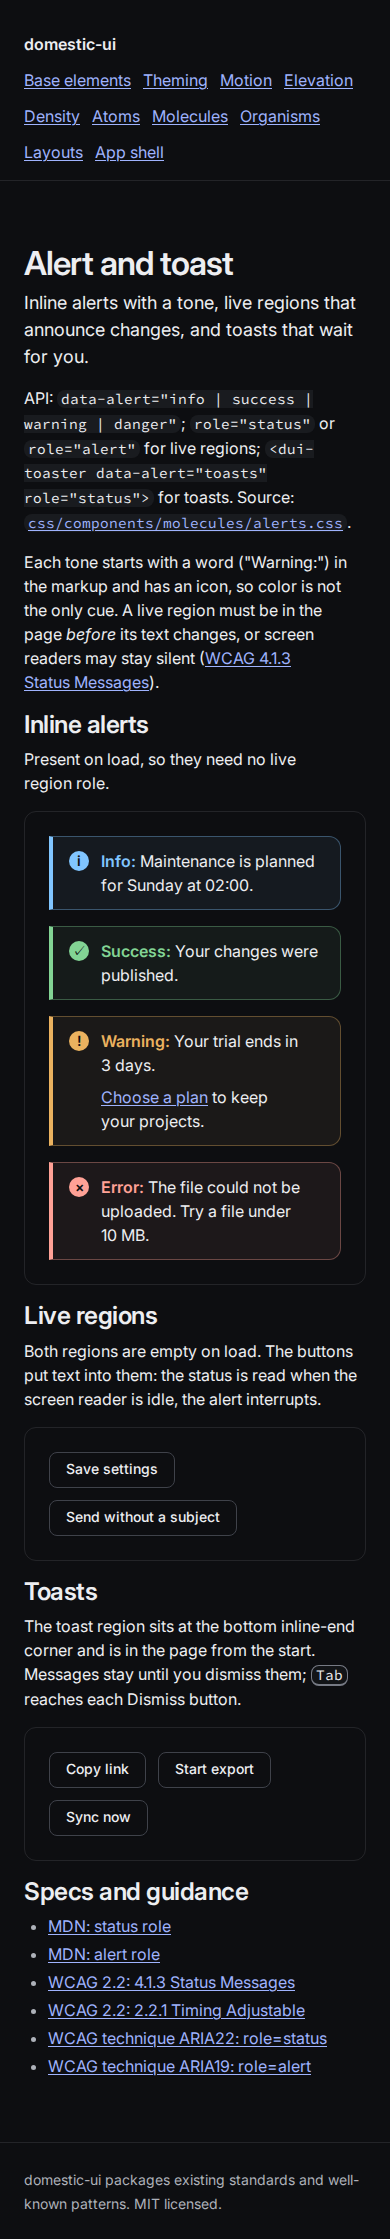 domestic-ui
Base elements Theming Motion Elevation
Density Atoms Molecules Organisms
Layouts App shell
Alert and toast
Inline alerts with a tone, live regions that
announce changes, and toasts that wait
for you.
API: data-alert="info | success |
warning | danger"; role="status" or
role="alert" for live regions; <dui-
toaster data-alert="toasts"
role="status"> for toasts. Source:
css/components/molecules/alerts.css.
Each tone starts with a word ("Warning:") in
the markup and has an icon, so color is not
the only cue. A live region must be in the
page before its text changes, or screen
readers may stay silent (WCAG 4.1.3
Status Messages).
Inline alerts
Present on load, so they need no live
region role.
i Info: Maintenance is planned
for Sunday at 02:00.
✓ Success: Your changes were
published.
! Warning: Your trial ends in
3 days.
Choose a plan to keep
your projects.
× Error: The file could not be
uploaded. Try a file under
10 MB.
Live regions
Both regions are empty on load. The buttons
put text into them: the status is read when the
screen reader is idle, the alert interrupts.
Save settings
Send without a subject
Toasts
The toast region sits at the bottom inline-end
corner and is in the page from the start.
Messages stay until you dismiss them; Tab
reaches each Dismiss button.
Copy link Start export
Sync now
Specs and guidance
• MDN: status role
• MDN: alert role
• WCAG 2.2: 4.1.3 Status Messages
• WCAG 2.2: 2.2.1 Timing Adjustable
• WCAG technique ARIA22: role=status
• WCAG technique ARIA19: role=alert
domestic-ui packages existing standards and well-
known patterns. MIT licensed.